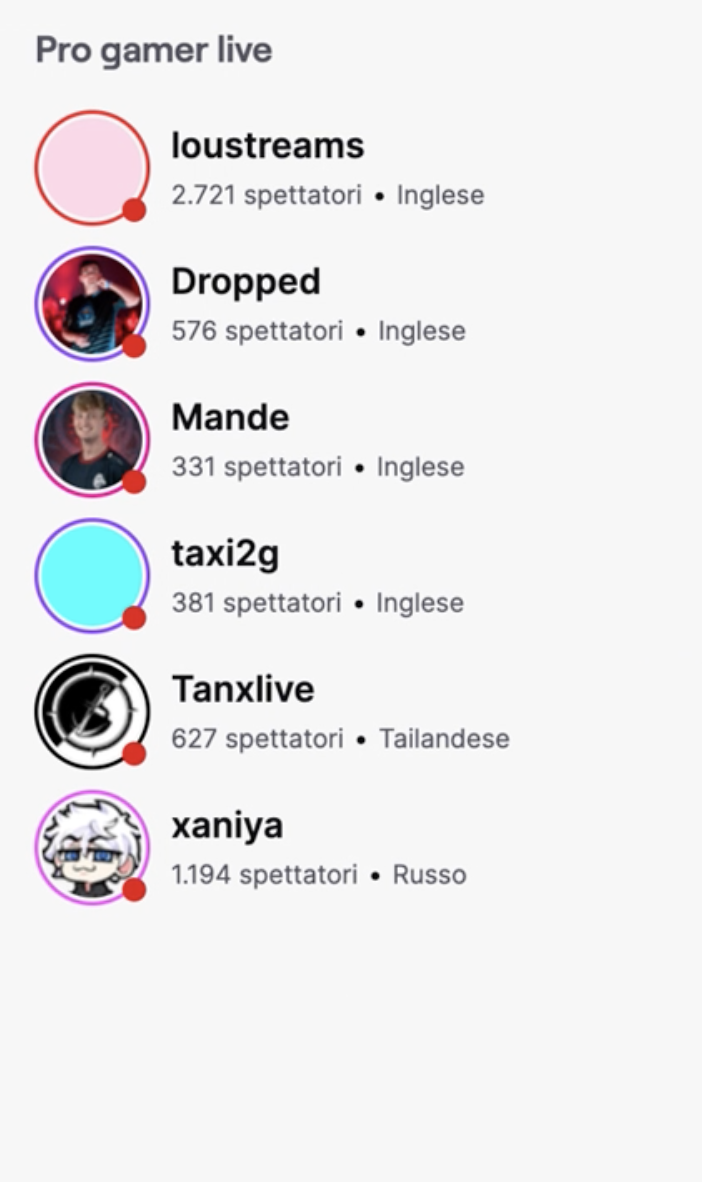 Pro gamer live
loustreams
2.721 spettatori • Inglese
Dropped
576 spettatori • Inglese
Mande
331 spettatori • Inglese
taxi2g
381 spettatori • Inglese
Tanxlive
627 spettatori • Tailandese
xaniya
1.194 spettatori • Russo